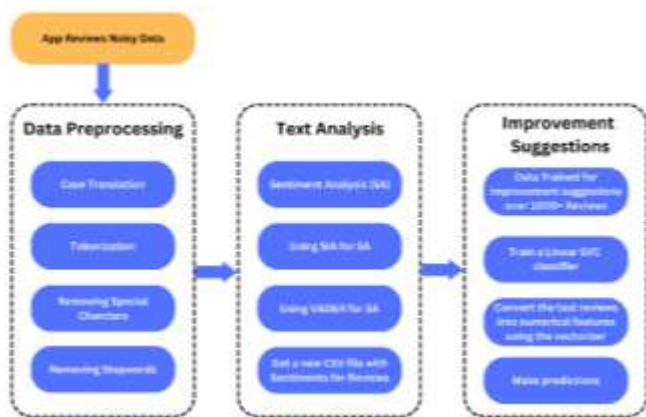 App Reviews Noisy Data
Data Preprocessing
Case Translation
Tokenization
Removing Special
Removing Stopwords
Text Analysis
Sentiment Analysis (SA)
Using SIA for SA
Using VADER for SA
Get a new CSV file with
Sentiments for Reviews
Improvement
Suggestions
Data Trained for
improvement suggestions
over Reviews
Train a Linear SVC
classifier
Convert the text reviews
into numerical features
using the vectorizer
Make predictions